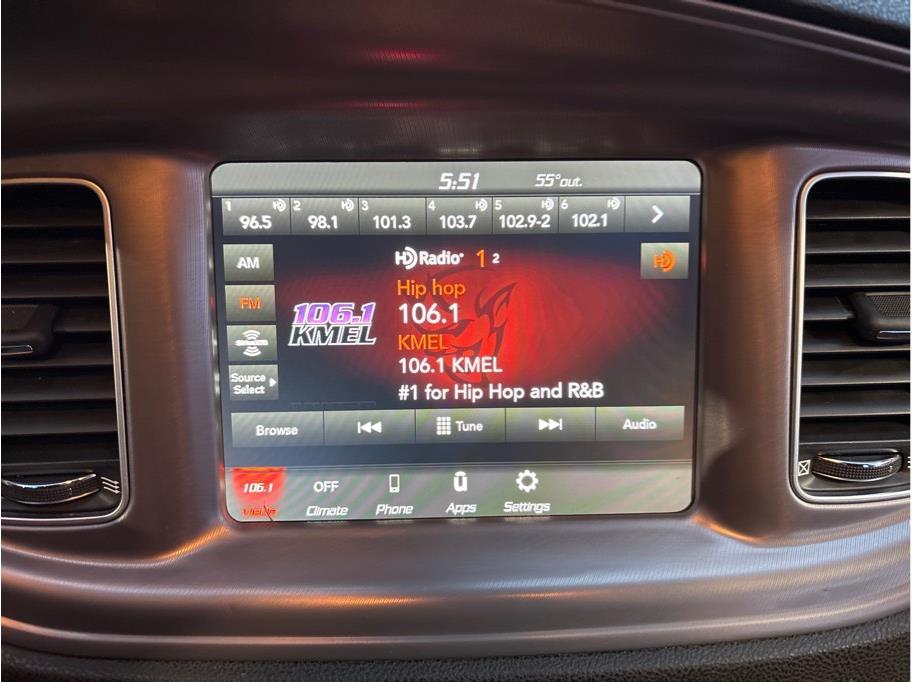 5:51 55°out.
1 2 3 4 5 6
96.5 98.1 101.3 103.7 102.9-2 102.1
AM HD Radio 1 2 HD
FM Hip hop
106.1
106.1 KMEL
KMEL
SiriusXM
106.1 KMEL
Source Select
#1 for Hip Hop and R&B
Browse Tune Audio
106.1 OFF
Media Climate Phone Apps Settings